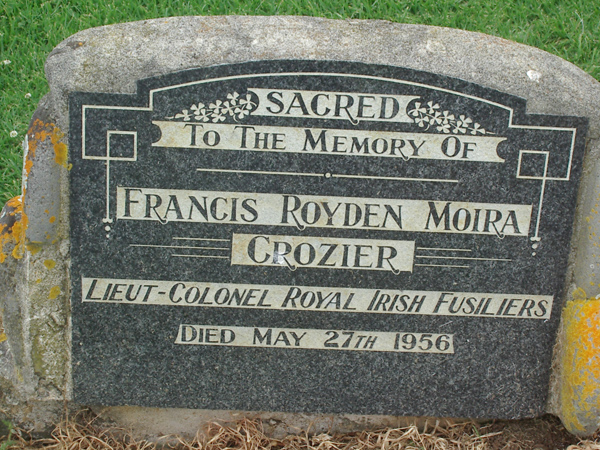 SACRED
TO THE MEMORY OF
FRANCIS ROYDEN MOIRA
CROZIER
LIEUT-COLONEL ROYAL IRISH FUSILIERS
DIED MAY 27TH 1956